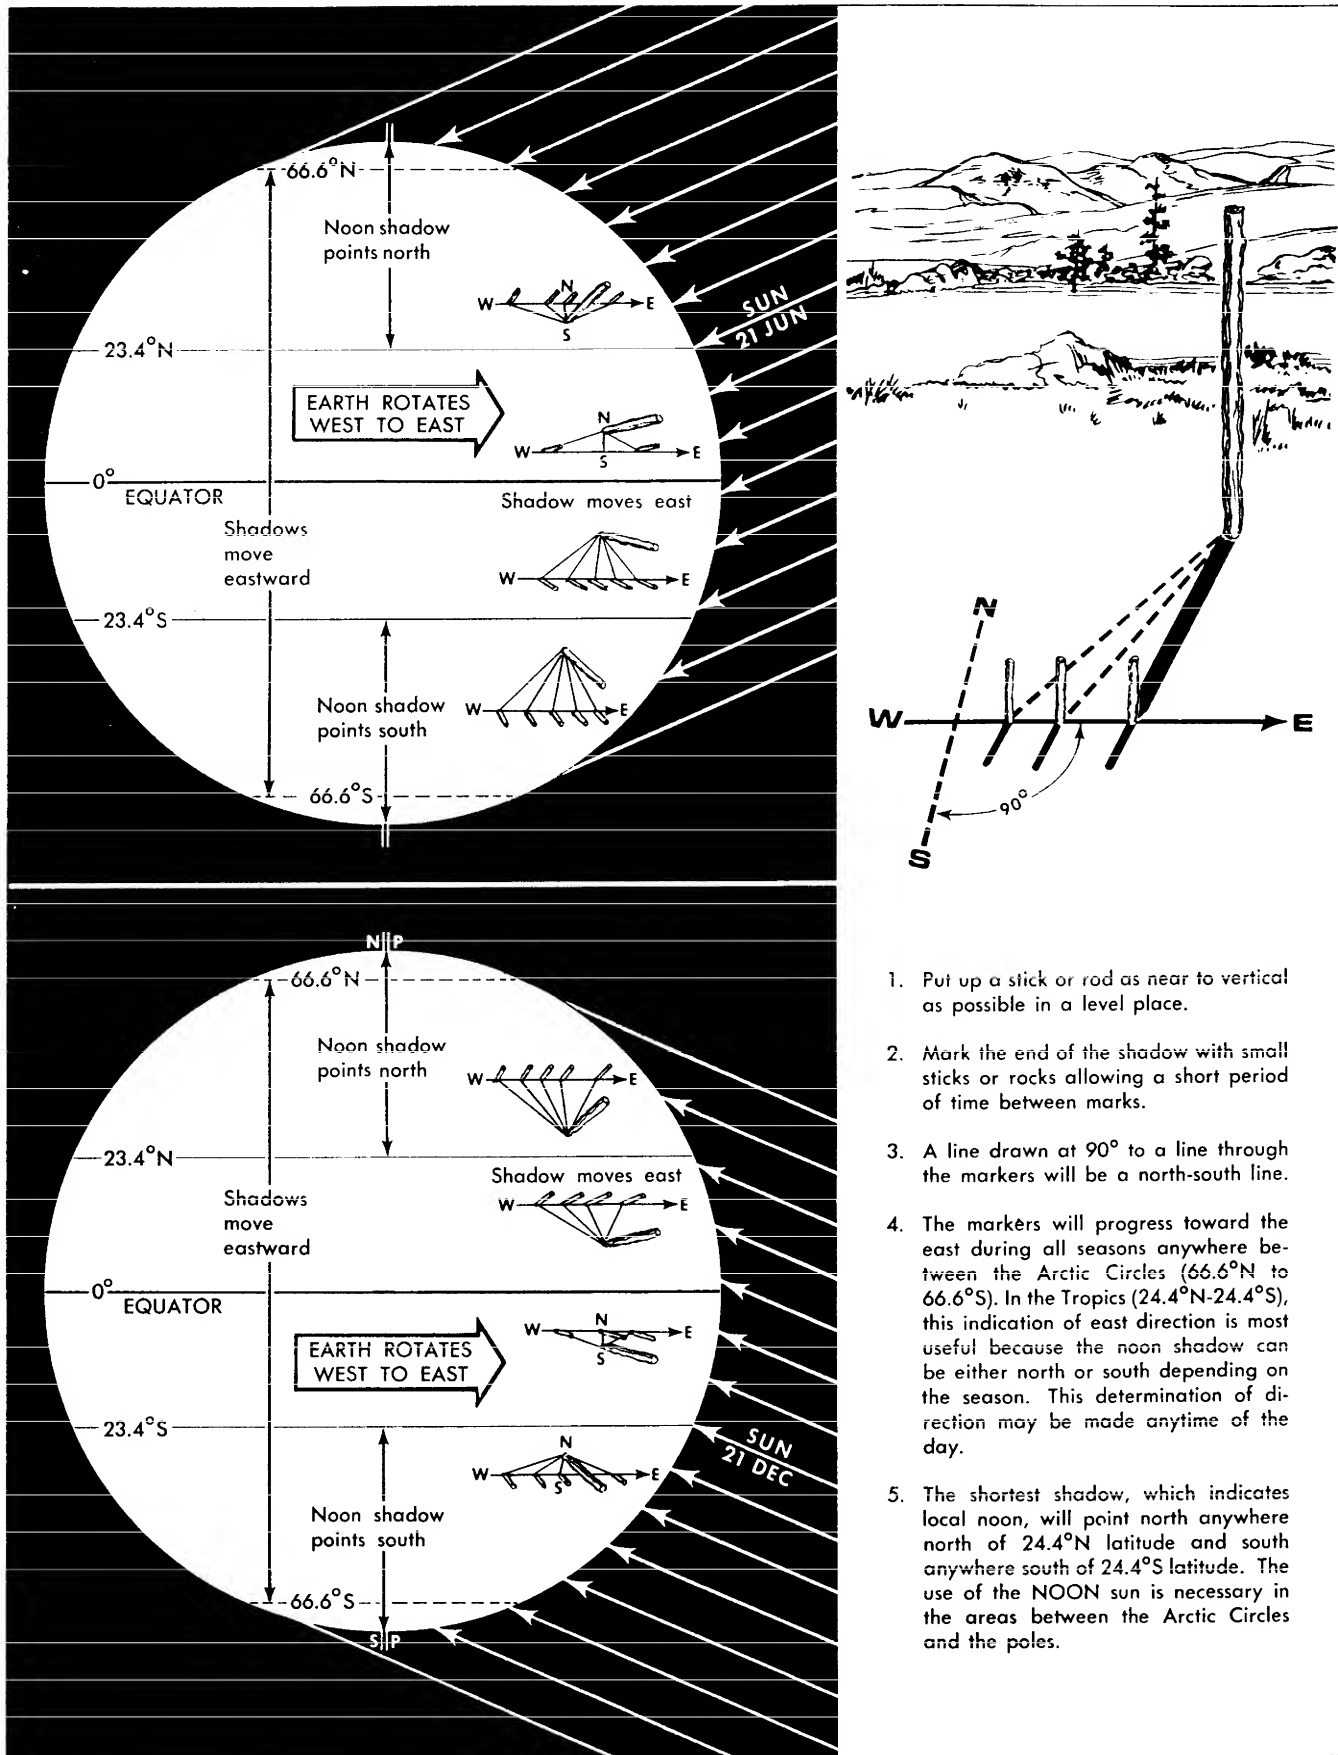 66.6°N
Noon shadow
points north
N
W E
S
SUN
21 JUN
23.4°N
EARTH ROTATES
WEST TO EAST
N
W E
S
0°
EQUATOR
Shadow moves east
Shadows
move
eastward
W E
23.4°S
Noon shadow
points south
W E
66.6°S
N
W E
90°
S
N P
66.6°N
Noon shadow
points north
W E
23.4°N
Shadow moves east
Shadows
move
eastward
W E
0°
EQUATOR
N
W E
S
EARTH ROTATES
WEST TO EAST
23.4°S
SUN
21 DEC
N
W E
S
Noon shadow
points south
66.6°S
S P
1. Put up a stick or rod as near to vertical
as possible in a level place.
2. Mark the end of the shadow with small
sticks or rocks allowing a short period
of time between marks.
3. A line drawn at 90° to a line through
the markers will be a north-south line.
4. The markers will progress toward the
east during all seasons anywhere be-
tween the Arctic Circles (66.6°N to
66.6°S). In the Tropics (24.4°N-24.4°S),
this indication of east direction is most
useful because the noon shadow can
be either north or south depending on
the season. This determination of di-
rection may be made anytime of the
day.
5. The shortest shadow, which indicates
local noon, will point north anywhere
north of 24.4°N latitude and south
anywhere south of 24.4°S latitude. The
use of the NOON sun is necessary in
the areas between the Arctic Circles
and the poles.